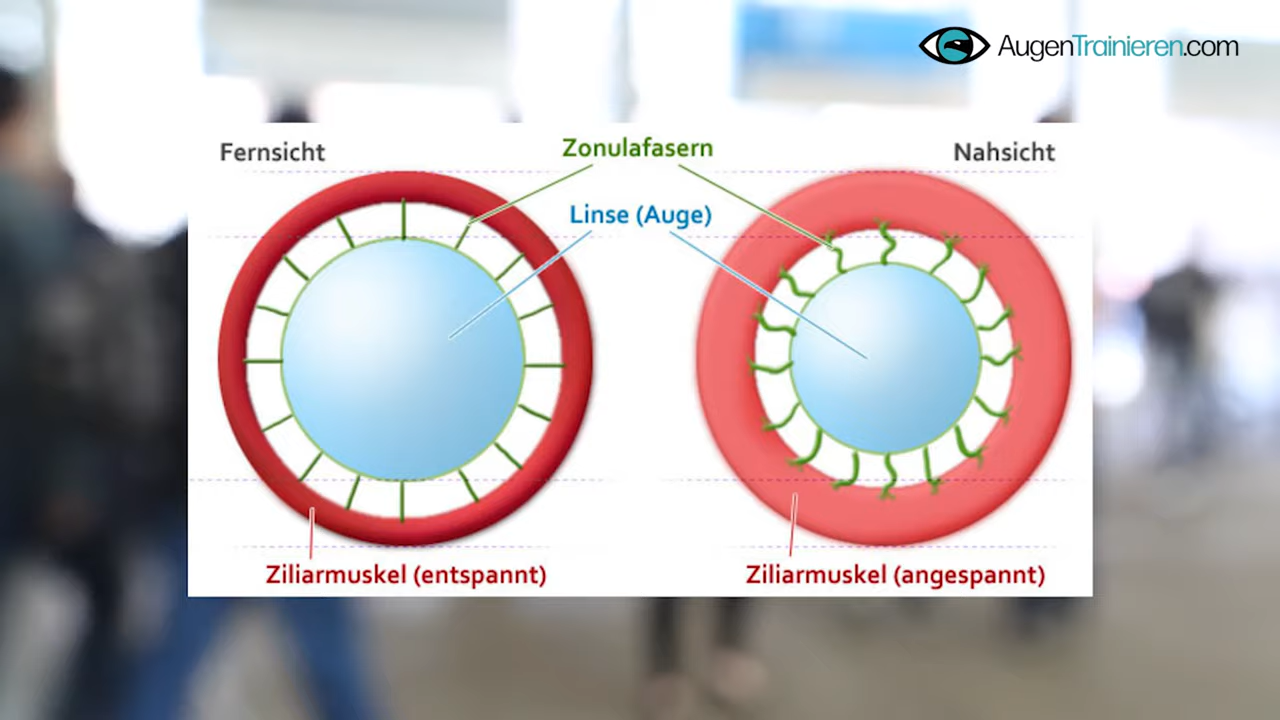 AugenTrainieren.com
Fernsicht
Zonulafasern
Nahsicht
Linse (Auge)
Ziliarmuskel (entspannt)
Ziliarmuskel (angespannt)